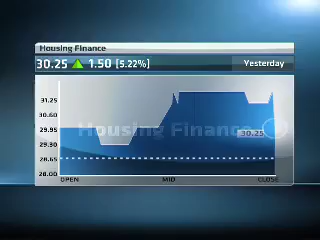 Housing Finance
30.25 1.50 [5.22%] Yesterday
31.25
30.60
29.95
29.30
28.65
28.00
Housing Finance
30.25
OPEN MID CLOSE